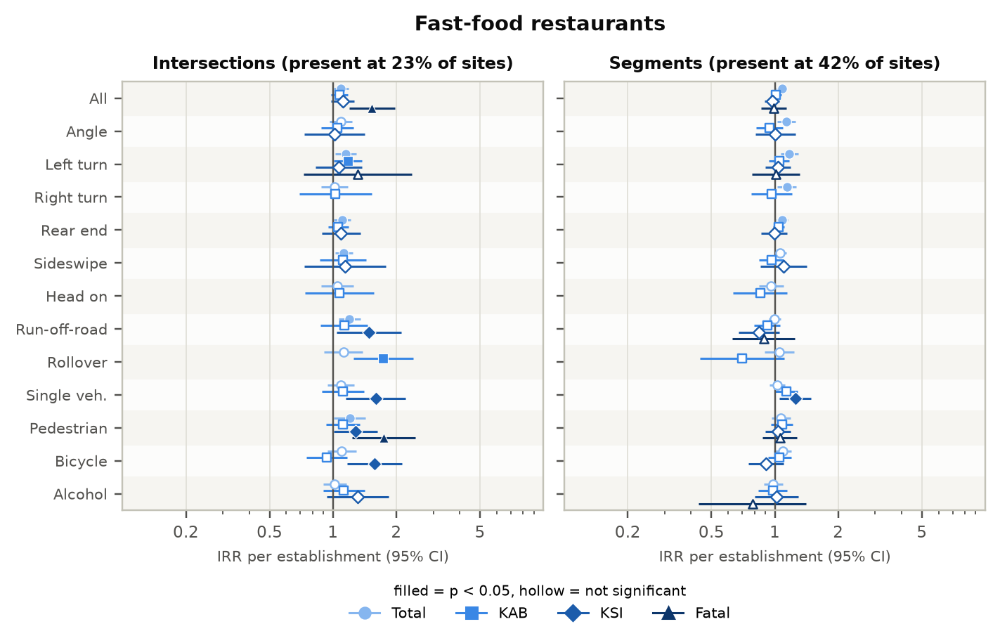 Fast-food restaurants
Intersections (present at 23% of sites)
Segments (present at 42% of sites)
All
Angle
Left turn
Right turn
Rear end
Sideswipe
Head on
Run-off-road
Rollover
Single veh.
Pedestrian
Bicycle
Alcohol
0.2 0.5 1 2 5
0.2 0.5 1 2 5
IRR per establishment (95% CI)
IRR per establishment (95% CI)
filled = p < 0.05, hollow = not significant
Total KAB KSI Fatal